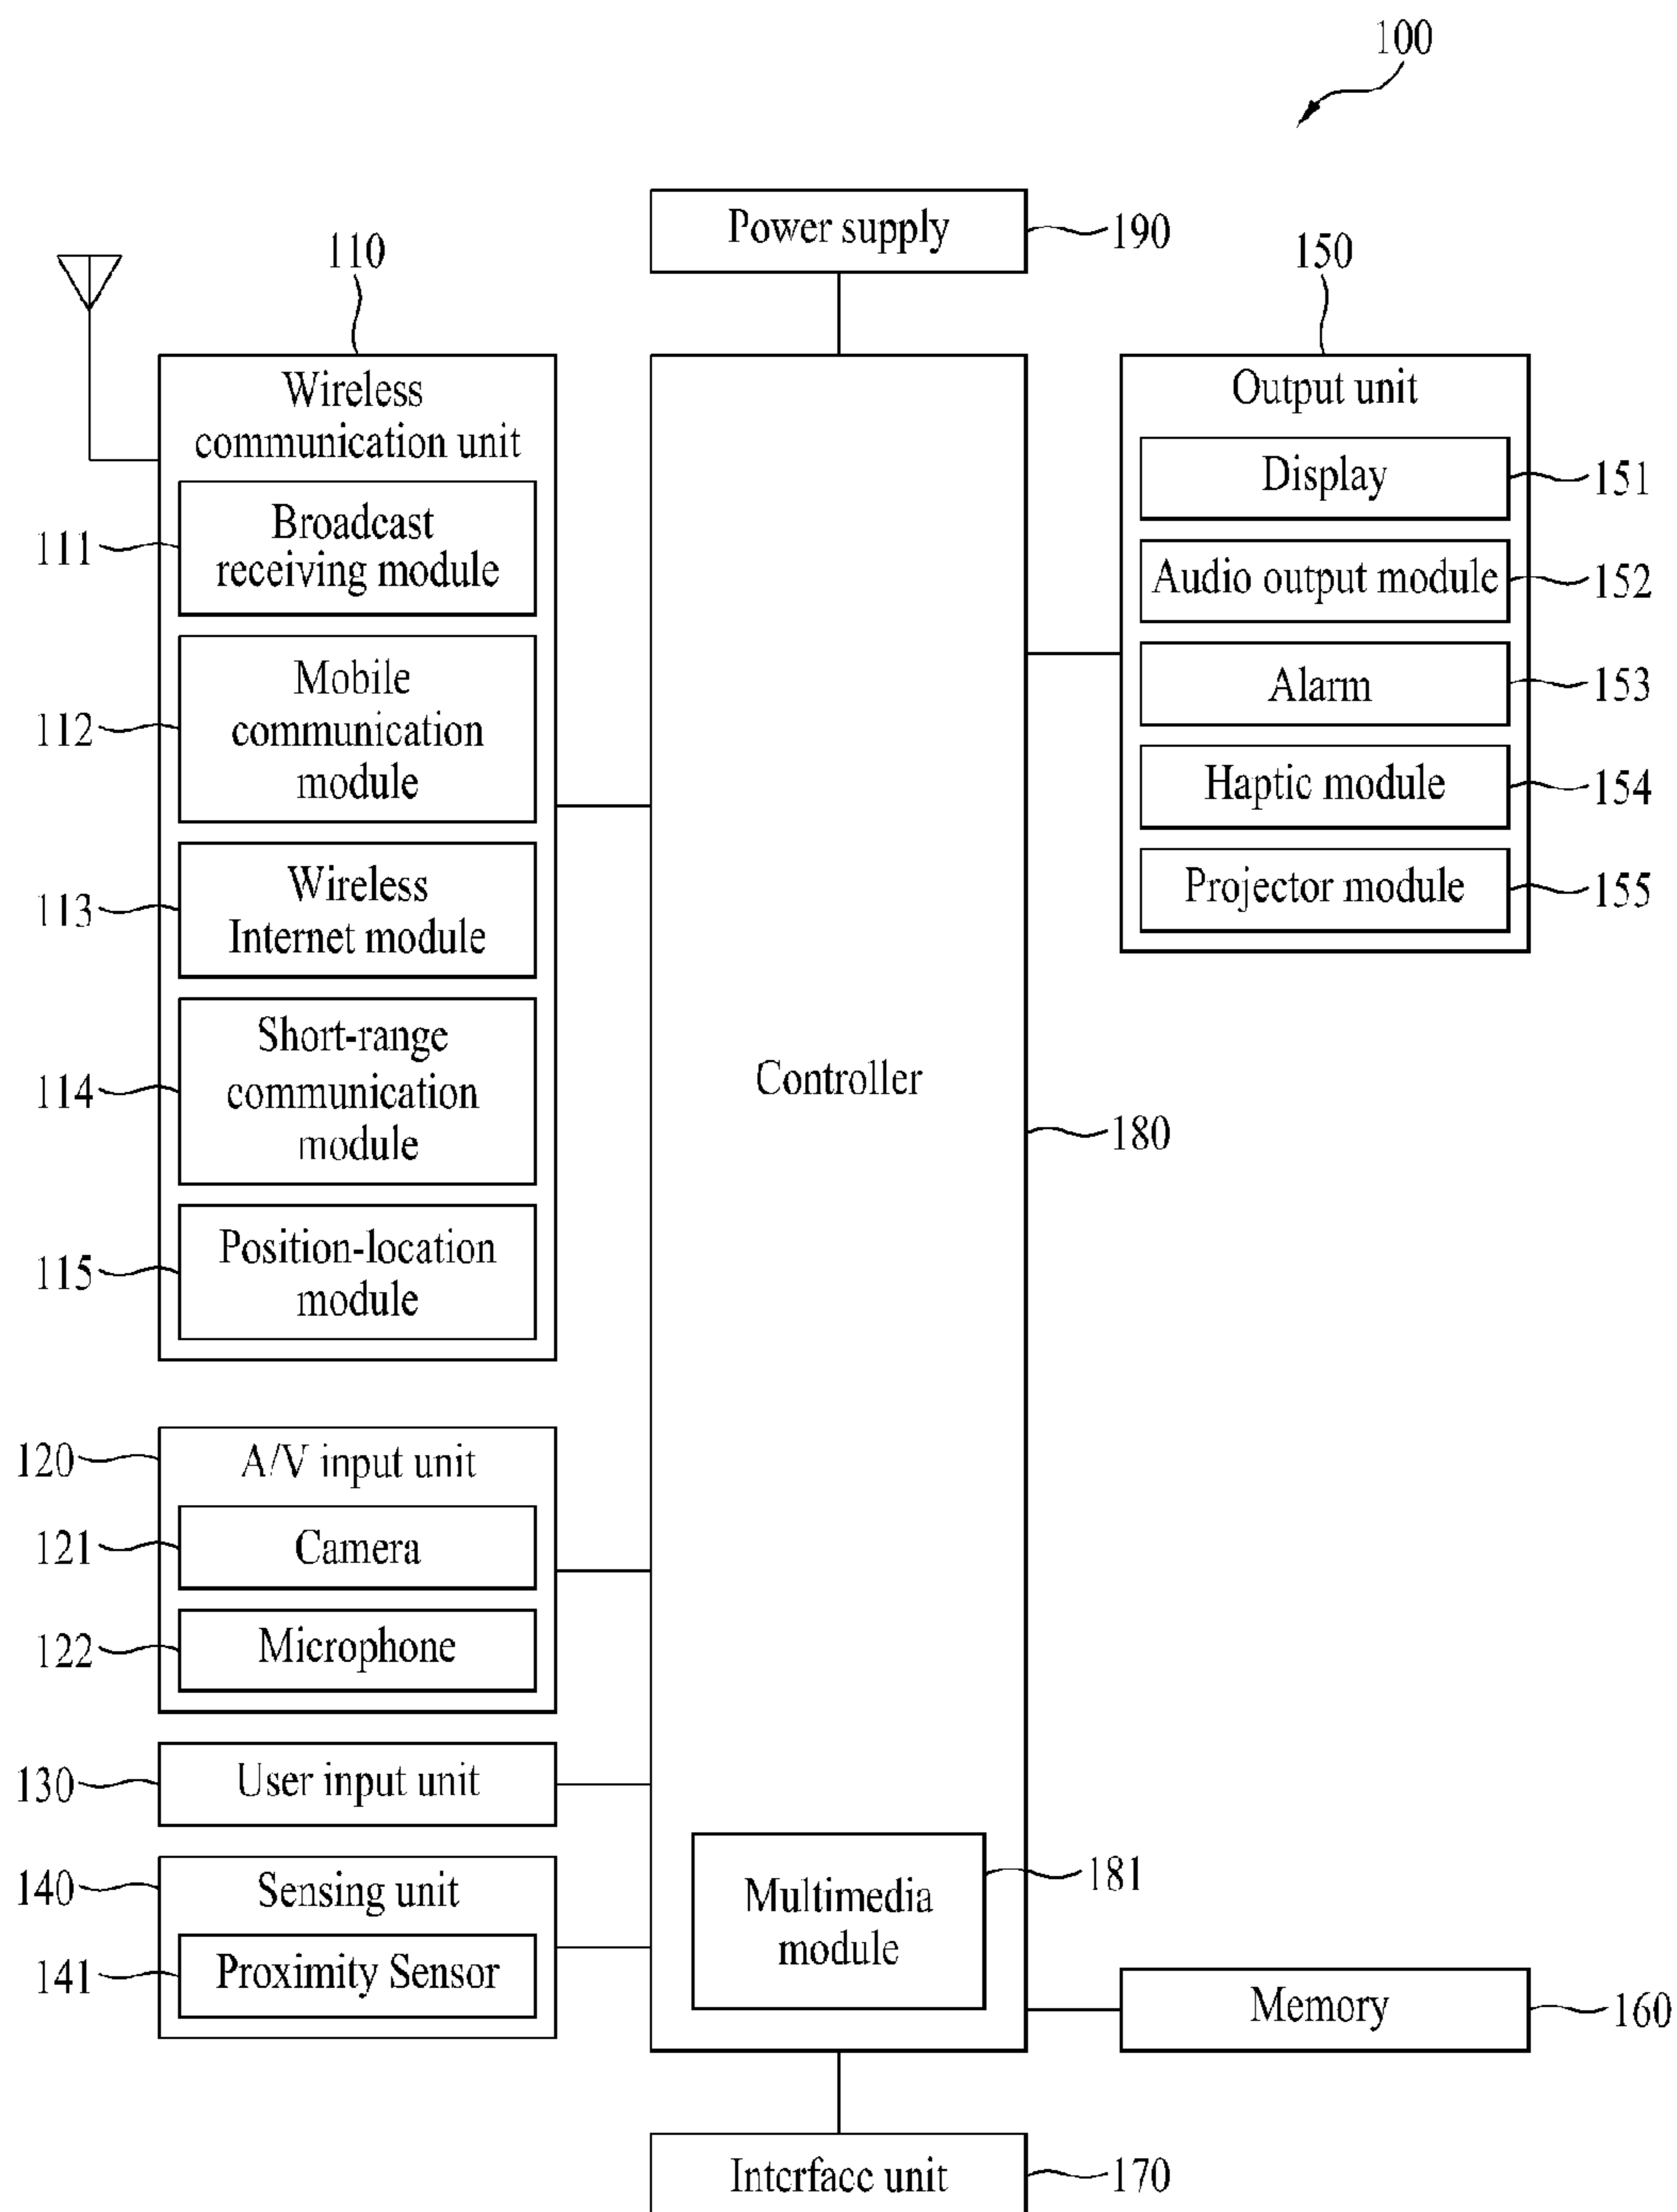 100
Power supply
190
110
150
Wireless
communication unit
Broadcast
receiving module
111
Mobile
communication
module
112
Wireless
Internet module
113
Short-range
communication
module
114
Position-location
module
115
Output unit
Display
151
Audio output module
152
Alarm
153
Haptic module
154
Projector module
155
Controller
180
120
A/V input unit
121
Camera
122
Microphone
130
User input unit
140
Sensing unit
141
Proximity Sensor
Multimedia
module
181
Memory
160
Interface unit
170